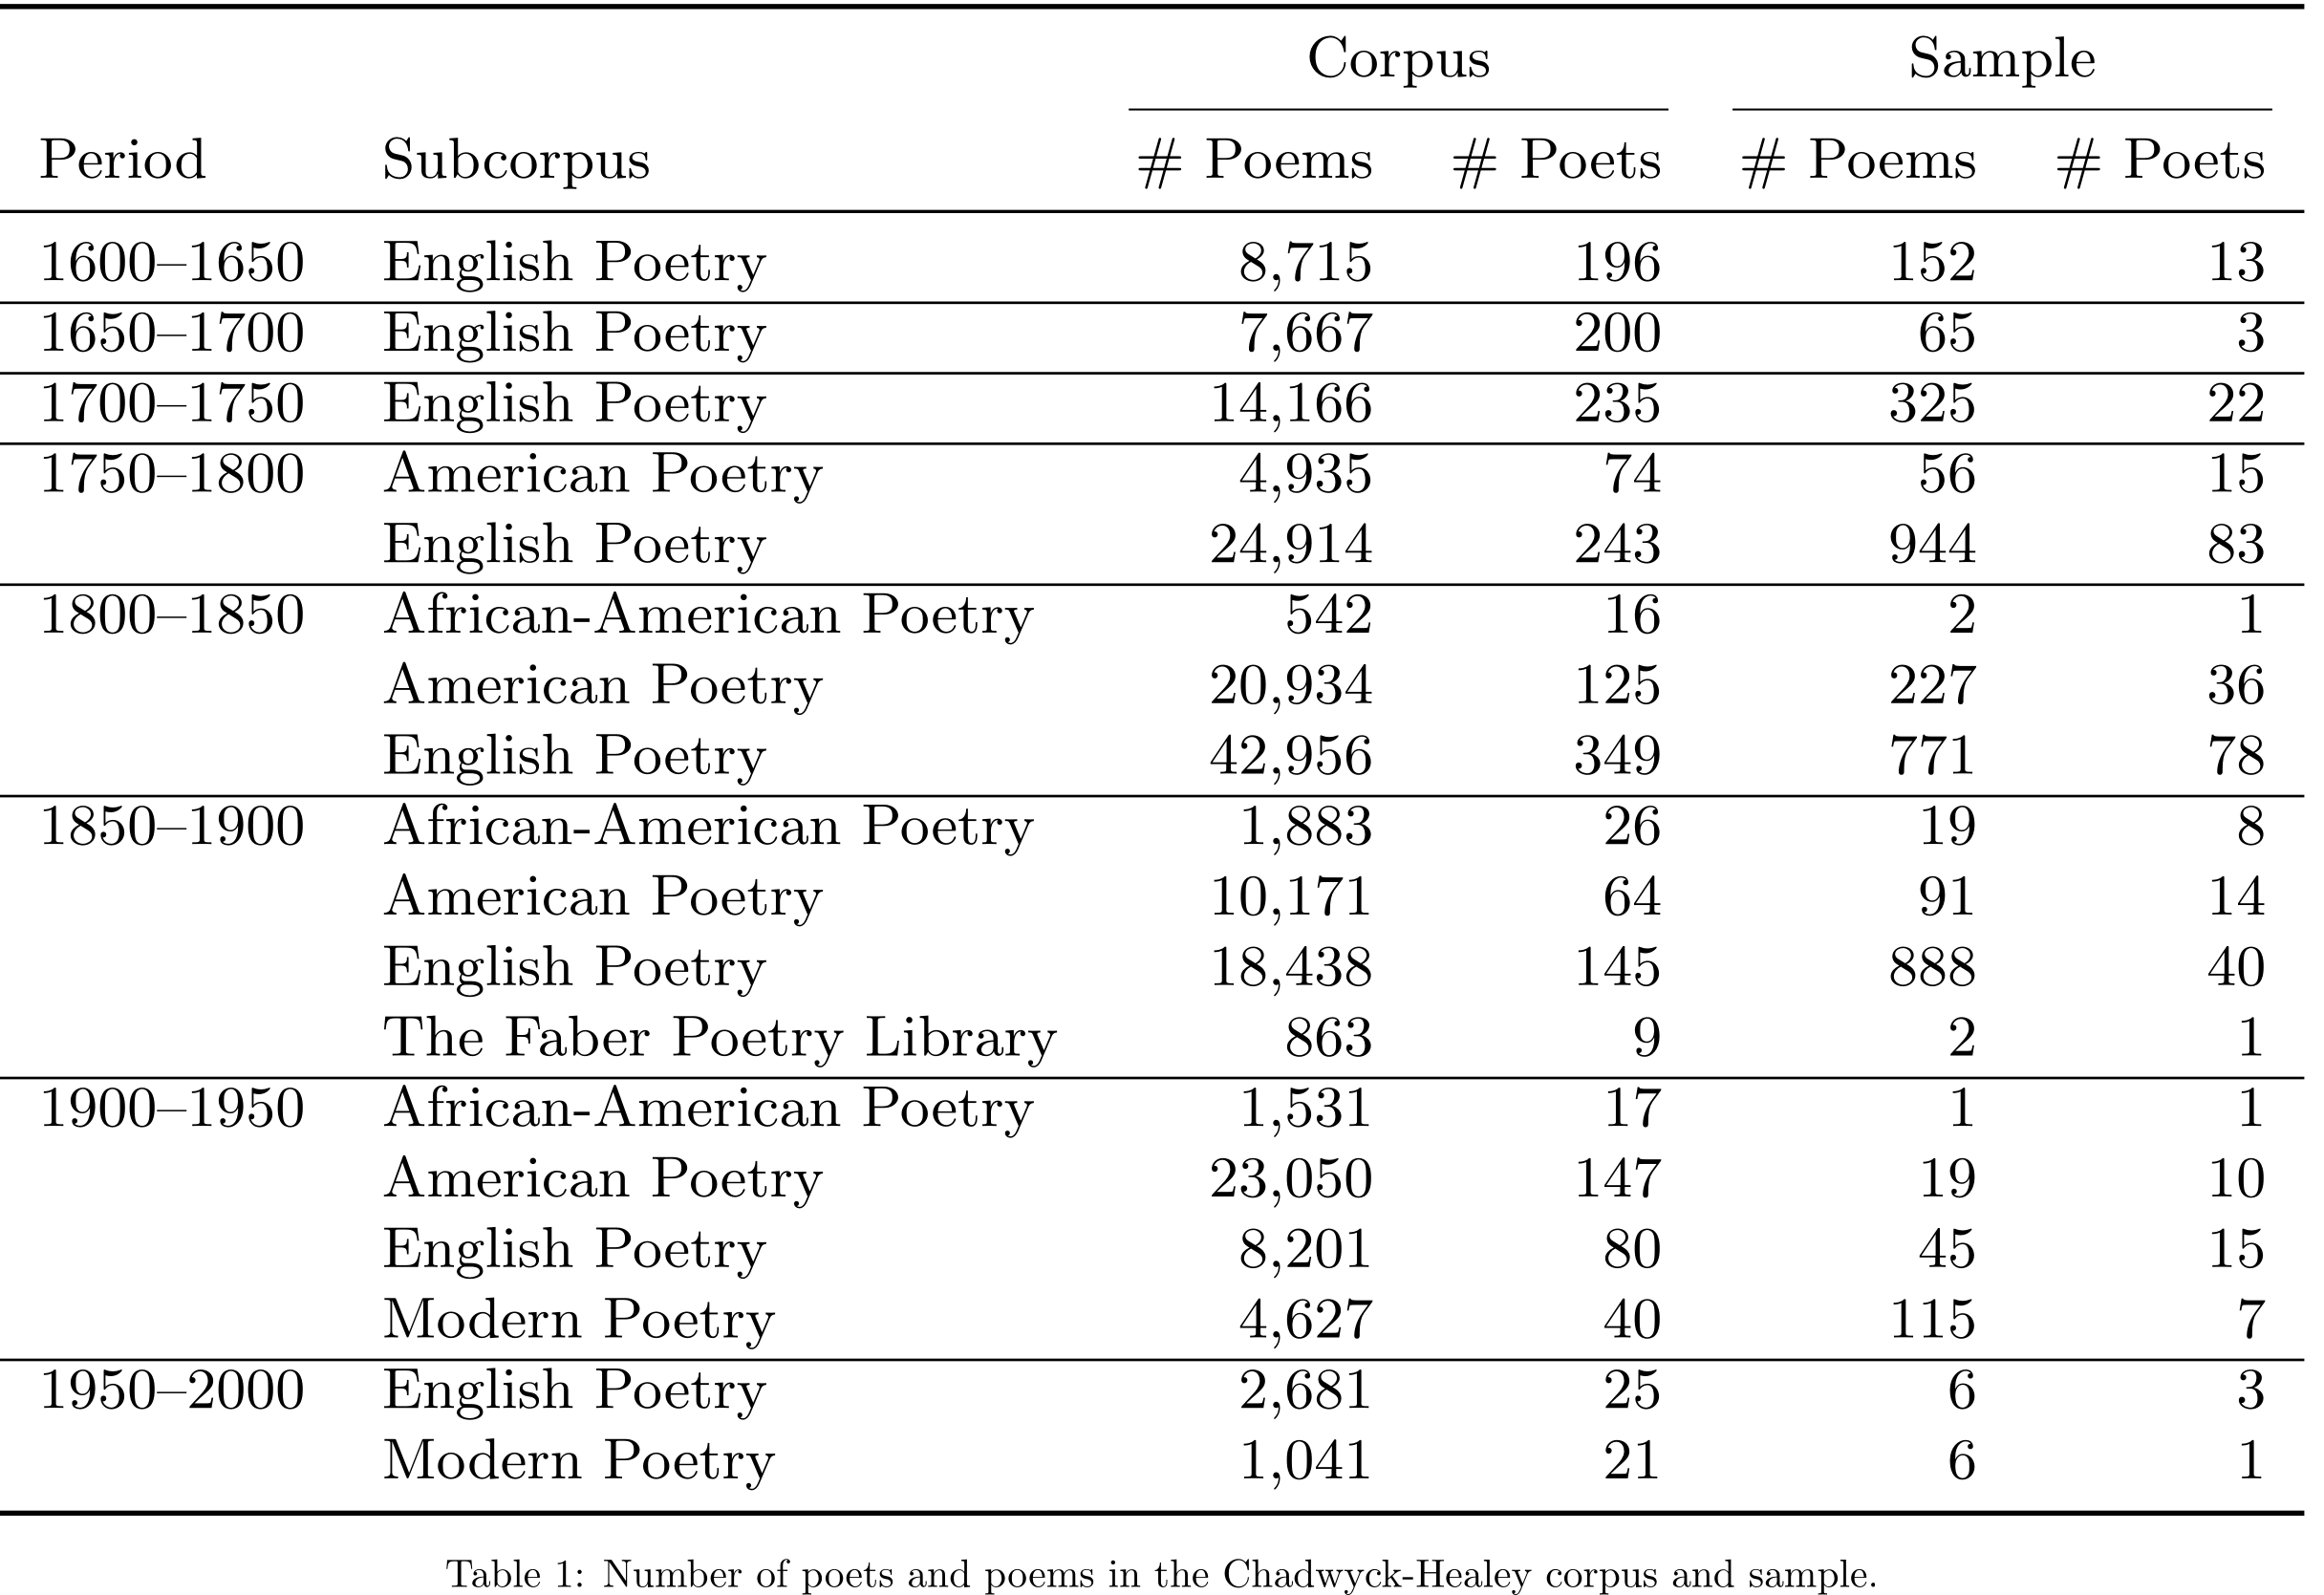 Corpus Sample
Period Subcorpus # Poems # Poets # Poems # Poets
1600–1650 English Poetry 8,715 196 152 13
1650–1700 English Poetry 7,667 200 65 3
1700–1750 English Poetry 14,166 235 325 22
1750–1800 American Poetry 4,935 74 56 15
English Poetry 24,914 243 944 83
1800–1850 African-American Poetry 542 16 2 1
American Poetry 20,934 125 227 36
English Poetry 42,956 349 771 78
1850–1900 African-American Poetry 1,883 26 19 8
American Poetry 10,171 64 91 14
English Poetry 18,438 145 888 40
The Faber Poetry Library 863 9 2 1
1900–1950 African-American Poetry 1,531 17 1 1
American Poetry 23,050 147 19 10
English Poetry 8,201 80 45 15
Modern Poetry 4,627 40 115 7
1950–2000 English Poetry 2,681 25 6 3
Modern Poetry 1,041 21 6 1
Table 1: Number of poets and poems in the Chadwyck-Healey corpus and sample.